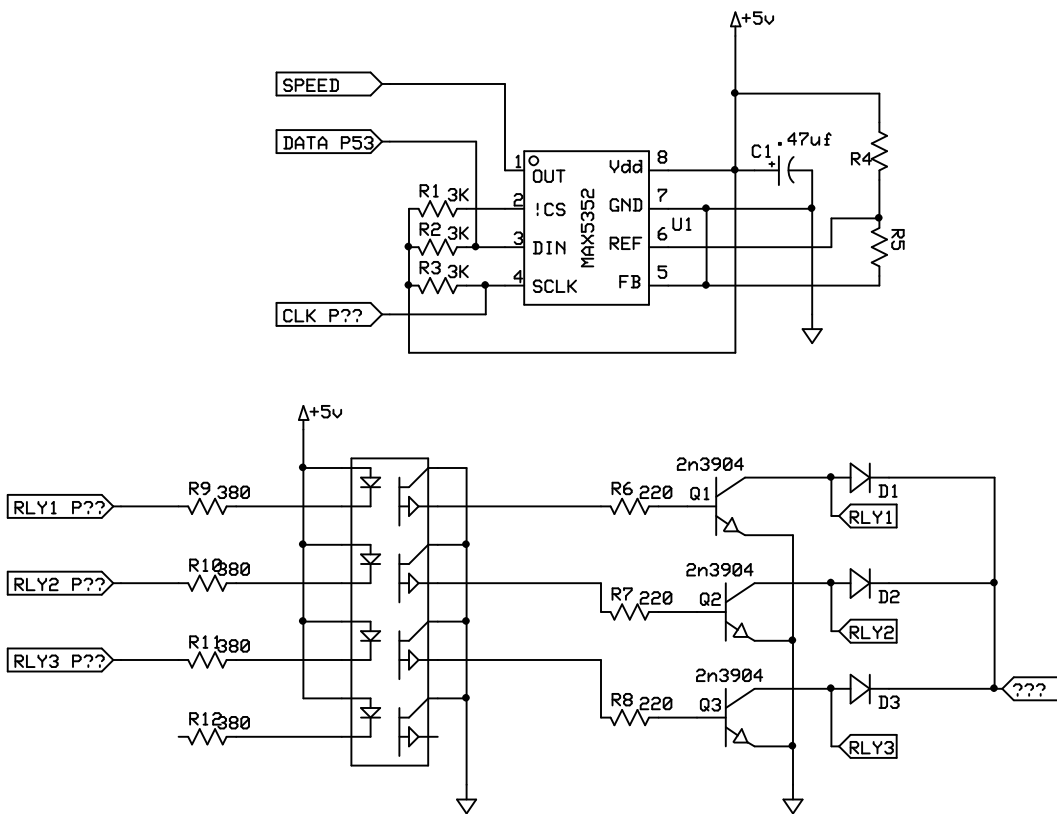 +5v
SPEED
DATA P53
C1 .47uf
+
R4
1 OUT Vdd 8
R1 3K
2 !CS GND 7
MAX5352
U1
R2 3K
3 DIN REF 6
R5
R3 3K
4 SCLK FB 5
CLK P??
+5v
2n3904
RLY1 P??
R9 380
R6 220
Q1
D1
RLY1
2n3904
RLY2 P??
R10 380
R7 220
Q2
D2
RLY2
RLY3 P??
R11 380
2n3904
???
R8 220
Q3
D3
R12 380
RLY3